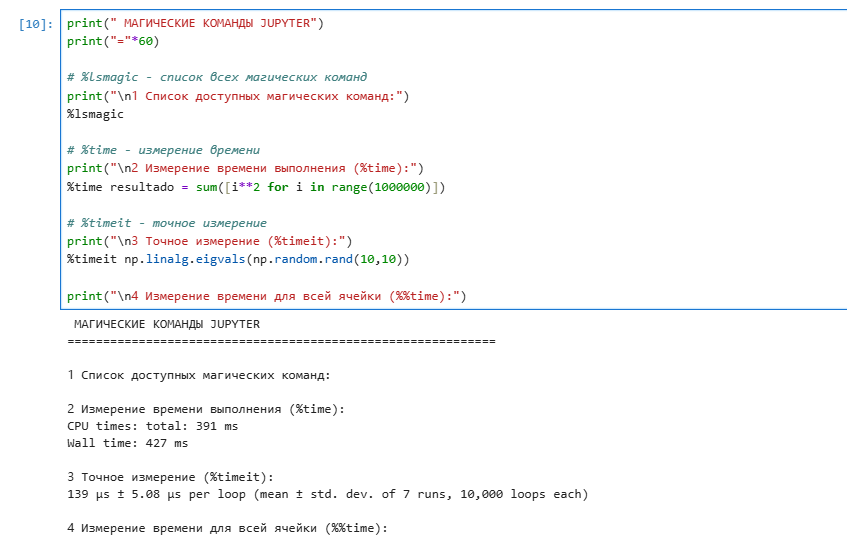 [10]: print(" МАГИЧЕСКИЕ КОМАНДЫ JUPYTER")
print("="*60)
# %lsmagic - список всех магических команд
print("\n1 Список доступных магических команд:")
%lsmagic
# %time - измерение времени
print("\n2 Измерение времени выполнения (%time):")
%time resultado = sum([i**2 for i in range(1000000)])
# %timeit - точное измерение
print("\n3 Точное измерение (%timeit):")
%timeit np.linalg.eigvals(np.random.rand(10,10))
print("\n4 Измерение времени для всей ячейки (%%time):")
МАГИЧЕСКИЕ КОМАНДЫ JUPYTER
============================================================
1 Список доступных магических команд:
2 Измерение времени выполнения (%time):
CPU times: total: 391 ms
Wall time: 427 ms
3 Точное измерение (%timeit):
139 μs ± 5.08 μs per loop (mean ± std. dev. of 7 runs, 10,000 loops each)
4 Измерение времени для всей ячейки (%%time):